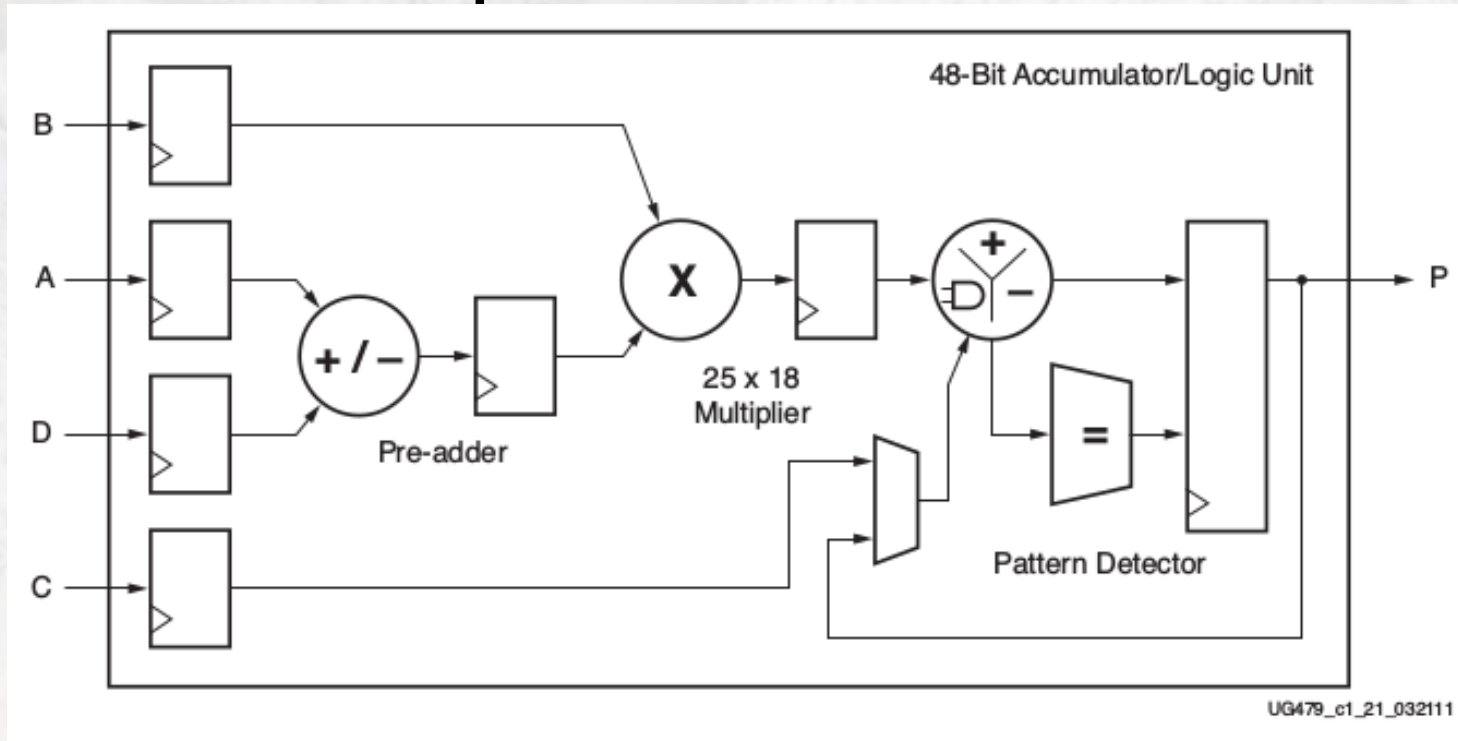 48-Bit Accumulator/Logic Unit
B
A
+ / −
D
Pre-adder
X
25 x 18
Multiplier
+
−
P
=
Pattern Detector
C
UG479_c1_21_032111